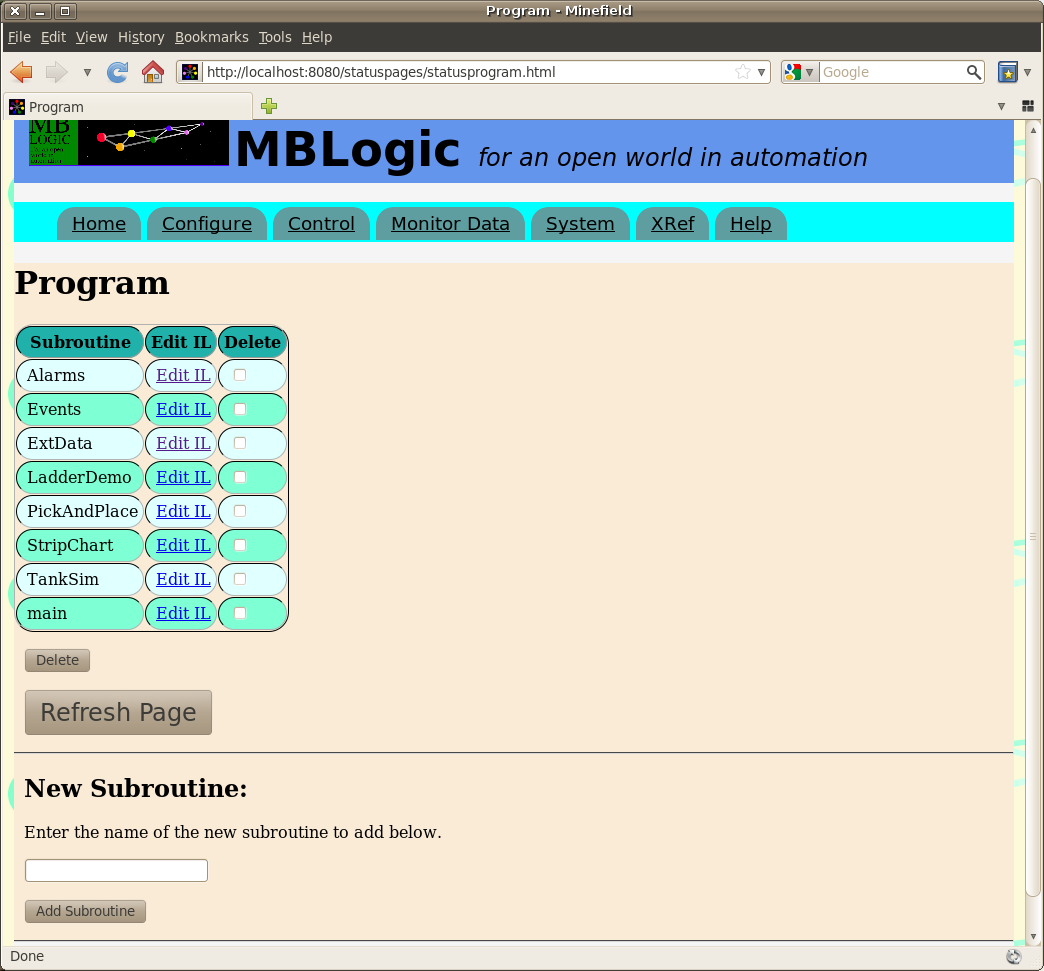 Program - Minefield
File Edit View History Bookmarks Tools Help
http://localhost:8080/statuspages/statusprogram.html Google
Program
MB
LOGIC
MBLogic for an open world in automation
Home Configure Control Monitor Data System XRef Help
Program
Subroutine Edit IL Delete
Alarms Edit IL
Events Edit IL
ExtData Edit IL
LadderDemo Edit IL
PickAndPlace Edit IL
StripChart Edit IL
TankSim Edit IL
main Edit IL
Delete
Refresh Page
New Subroutine:
Enter the name of the new subroutine to add below.
Add Subroutine
Done